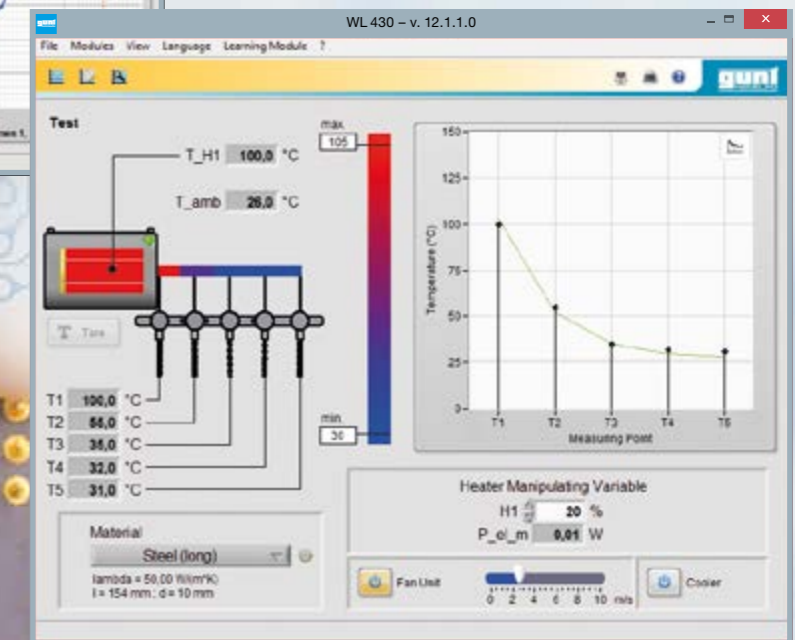 gunt
WL 430 – v. 12.1.1.0
File Modules View Language Learning Module ?
gunt
Test
T_H1 100,0 °C
T_amb 26,0 °C
max.
105
Tare
T1 100,0 °C
T2 55,0 °C
T3 35,0 °C
T4 32,0 °C
T5 31,0 °C
min.
30
150
125
100
75
50
25
0
Temperature (°C)
T1 T2 T3 T4 T5
Measuring Point
Material
Steel (long)
lambda = 50,00 W/(m*K)
l = 154 mm ; d = 10 mm
Heater Manipulating Variable
H1 20 %
P_el_m 0,01 W
Fan Unit
0 2 4 6 8 10 m/s
Cooler